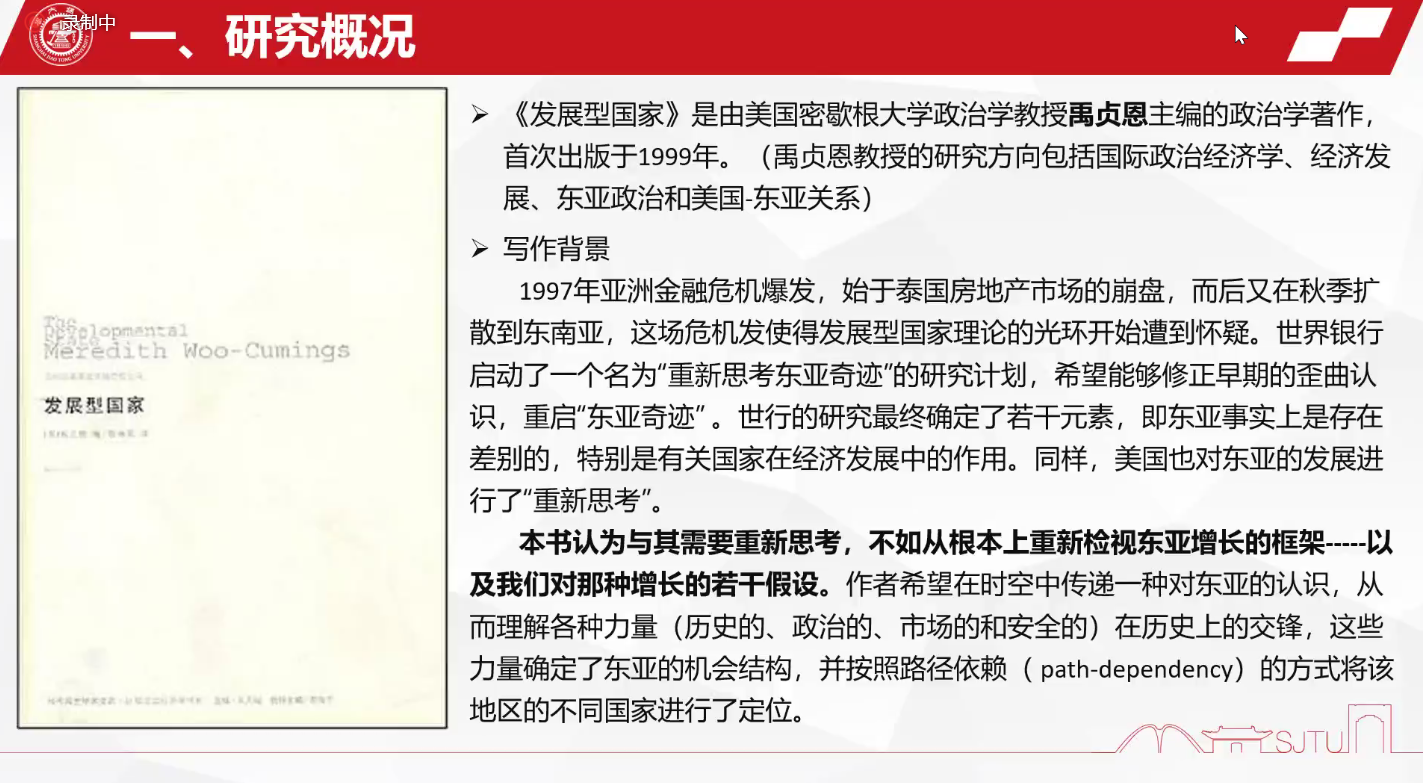 录制中
一、研究概况
The
Developmental
State
Meredith Woo-Cumings
发展型国家
➢ 《发展型国家》是由美国密歇根大学政治学教授禹贞恩主编的政治学著作，
首次出版于1999年。（禹贞恩教授的研究方向包括国际政治经济学、经济发
展、东亚政治和美国-东亚关系）
➢ 写作背景
1997年亚洲金融危机爆发，始于泰国房地产市场的崩盘，而后又在秋季扩
散到东南亚，这场危机发使得发展型国家理论的光环开始遭到怀疑。世界银行
启动了一个名为“重新思考东亚奇迹”的研究计划，希望能够修正早期的歪曲认
识，重启“东亚奇迹” 。世行的研究最终确定了若干元素，即东亚事实上是存在
差别的，特别是有关国家在经济发展中的作用。同样，美国也对东亚的发展进
行了“重新思考”。
本书认为与其需要重新思考，不如从根本上重新检视东亚增长的框架-----以
及我们对那种增长的若干假设。作者希望在时空中传递一种对东亚的认识，从
而理解各种力量（历史的、政治的、市场的和安全的）在历史上的交锋，这些
力量确定了东亚的机会结构，并按照路径依赖（ path-dependency）的方式将该
地区的不同国家进行了定位。
SJTU